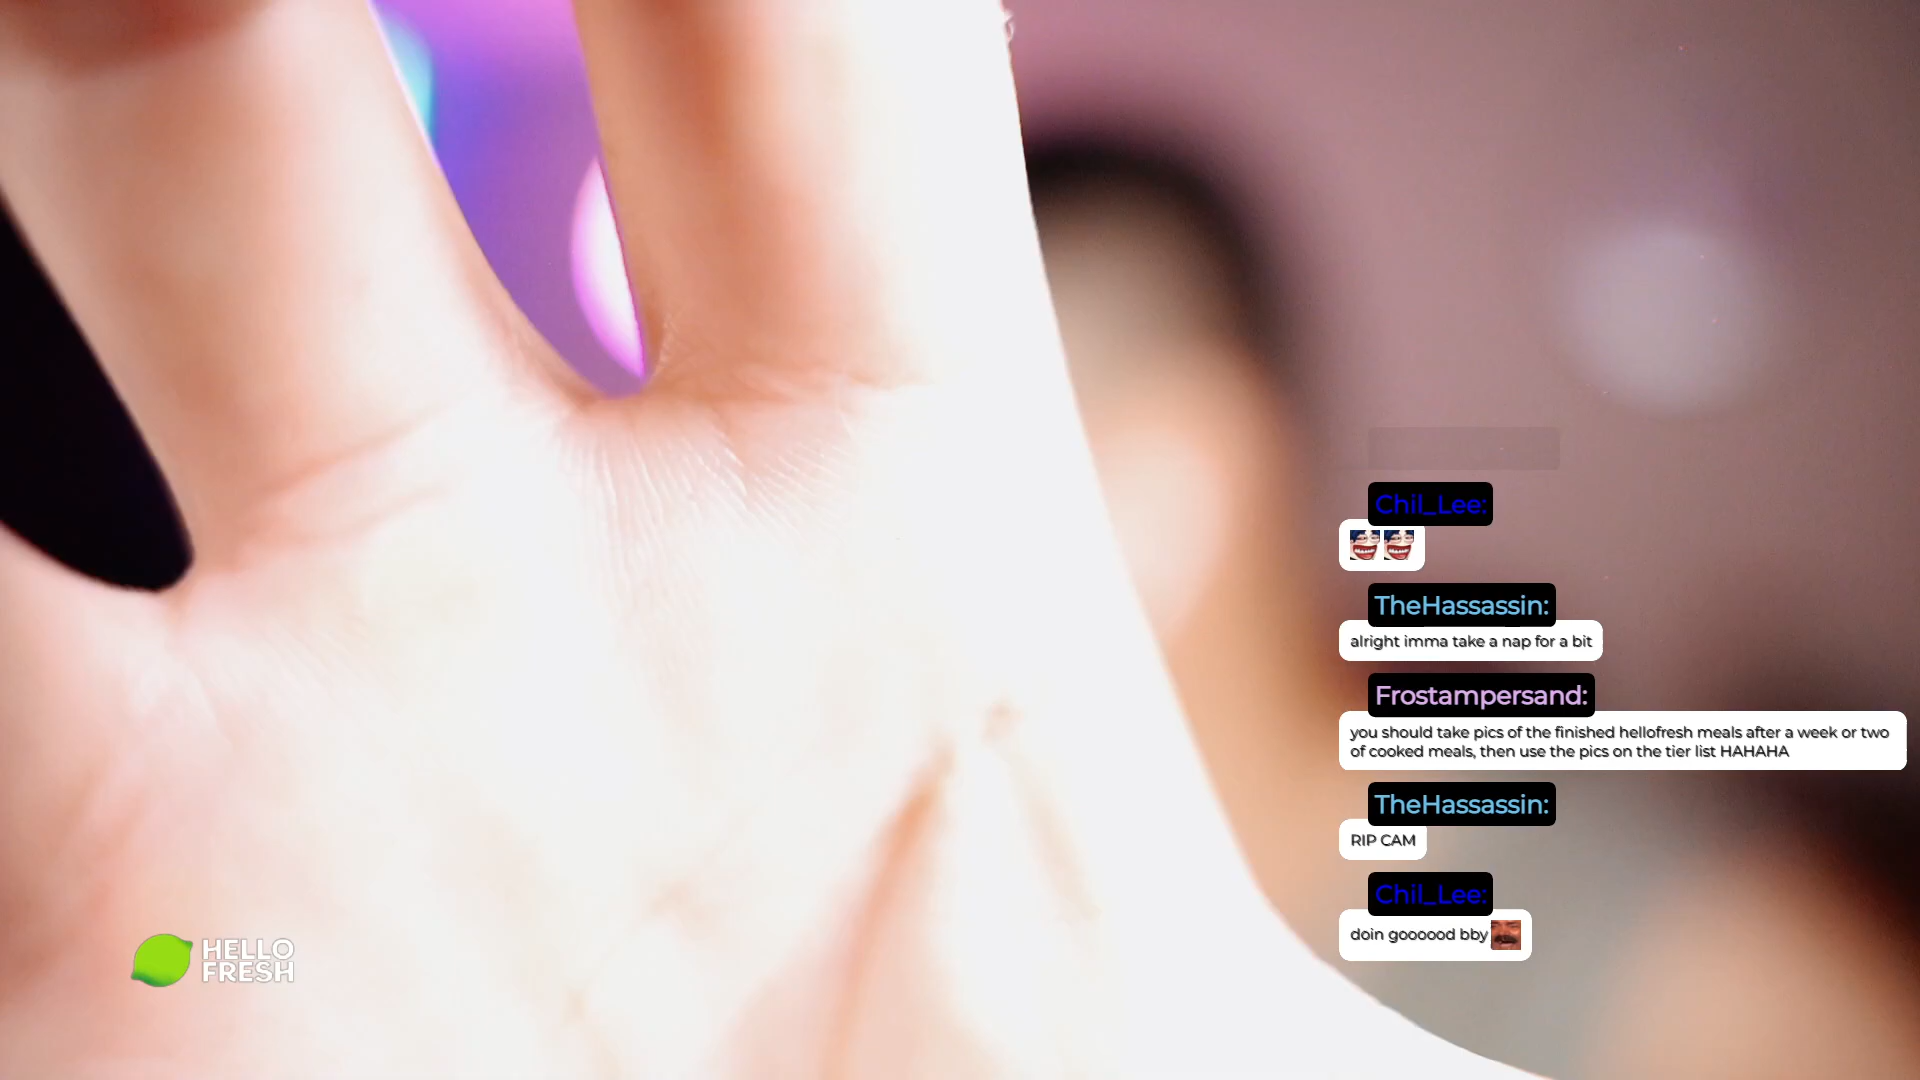 Chil_Lee:
TheHassassin:
alright imma take a nap for a bit
Frostampersand:
you should take pics of the finished hellofresh meals after a week or two
of cooked meals, then use the pics on the tier list HAHAHA
TheHassassin:
RIP CAM
Chil_Lee:
doin goooood bby
HELLO
FRESH